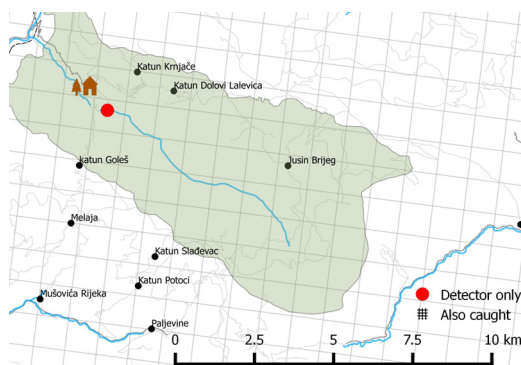 Katun Krnjače
Katun Dolovi Lalevica
katun Goleš
Jusin Brijeg
Melaja
Katun Slađevac
Katun Potoci
Mušovića Rijeka
Paljevine
Detector only
Also caught
0 2.5 5 7.5 10 km